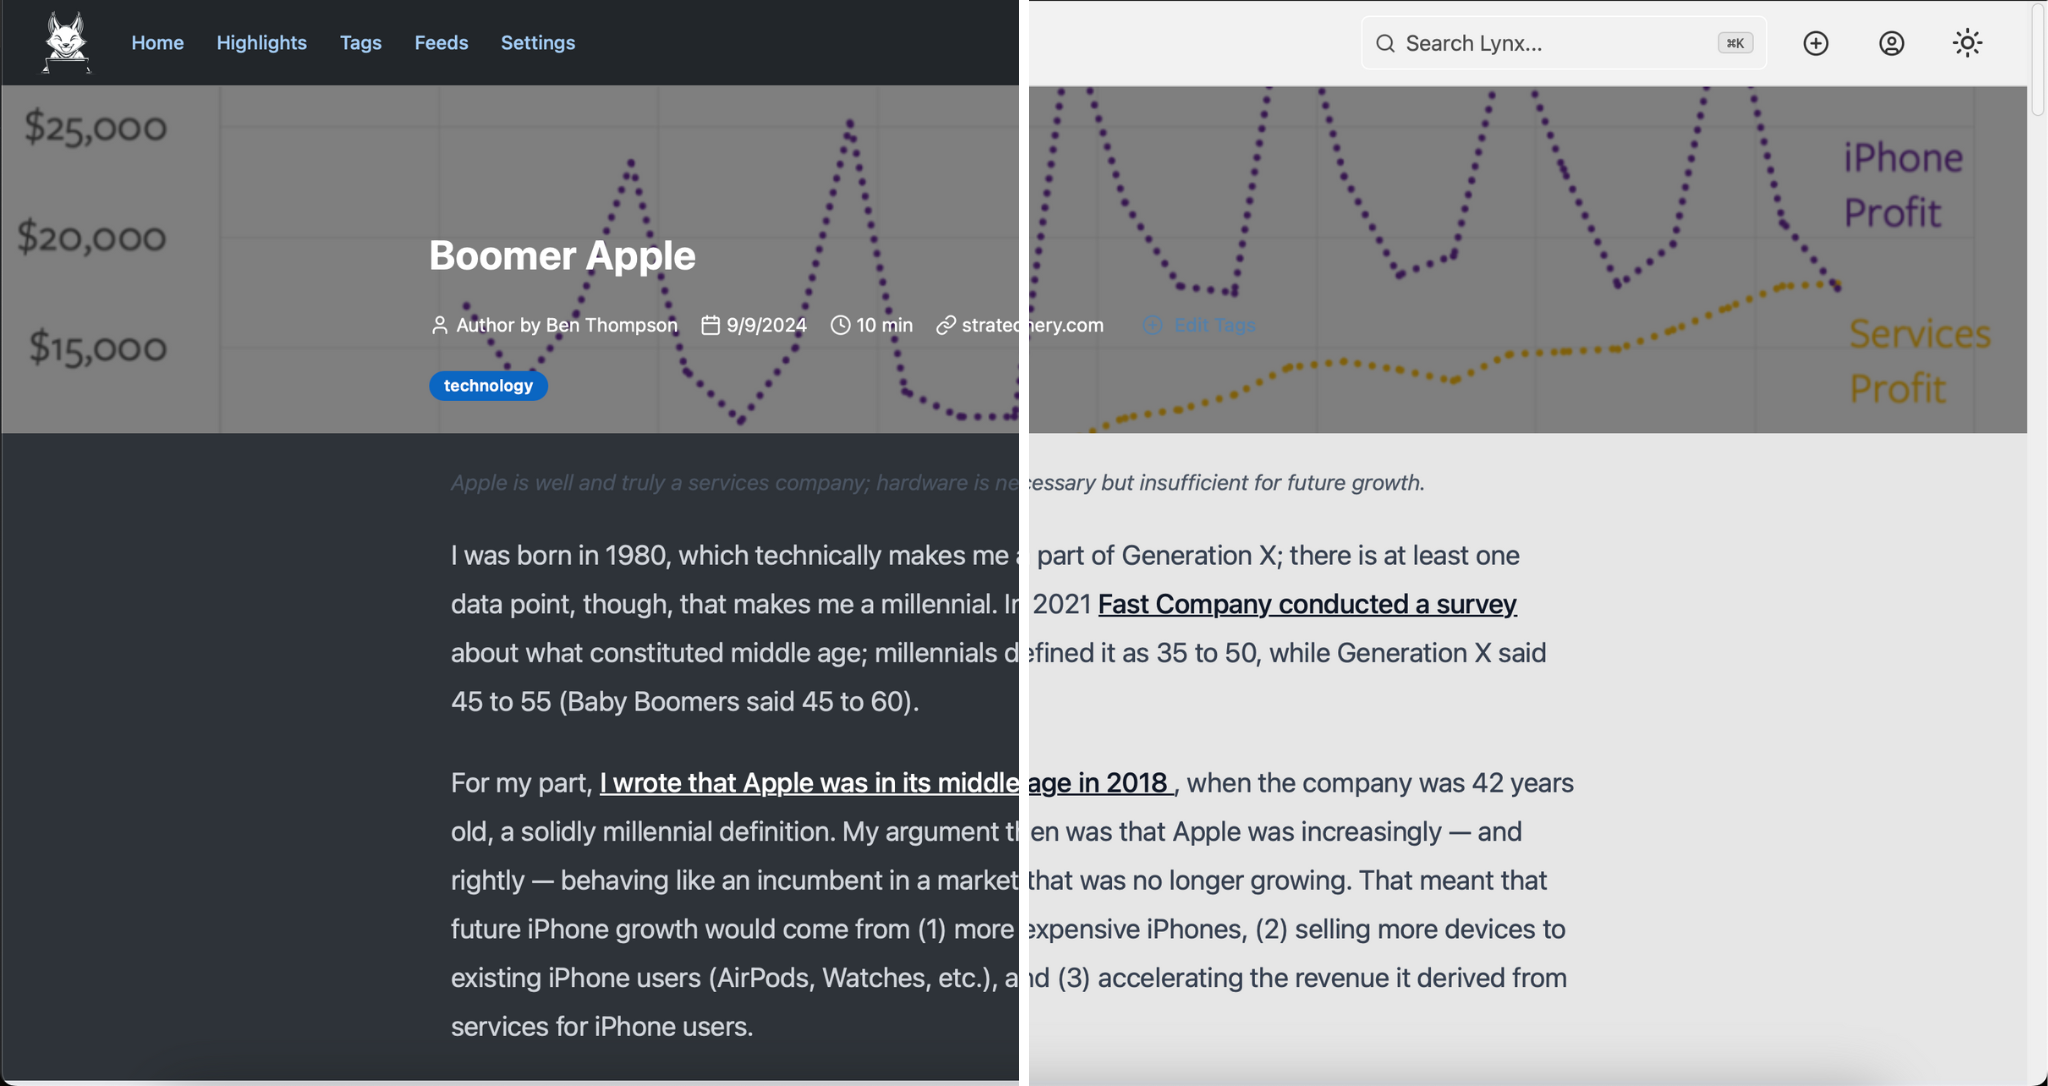 Home Highlights Tags Feeds Settings Search Lynx... ⌘K
$25,000
iPhone
Profit
$20,000
Boomer Apple
Author by Ben Thompson 9/9/2024 10 min stratechery.com Edit Tags
$15,000
Services
Profit
technology
Apple is well and truly a services company; hardware is necessary but insufficient for future growth.
I was born in 1980, which technically makes me a part of Generation X; there is at least one
data point, though, that makes me a millennial. In 2021 Fast Company conducted a survey
about what constituted middle age; millennials defined it as 35 to 50, while Generation X said
45 to 55 (Baby Boomers said 45 to 60).
For my part, I wrote that Apple was in its middle age in 2018 , when the company was 42 years
old, a solidly millennial definition. My argument then was that Apple was increasingly — and
rightly — behaving like an incumbent in a market that was no longer growing. That meant that
future iPhone growth would come from (1) more expensive iPhones, (2) selling more devices to
existing iPhone users (AirPods, Watches, etc.), and (3) accelerating the revenue it derived from
services for iPhone users.